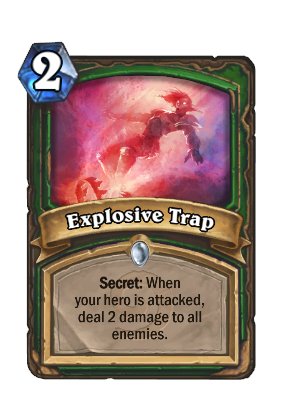 2
Explosive Trap
Secret: When
your hero is attacked,
deal 2 damage to all
enemies.